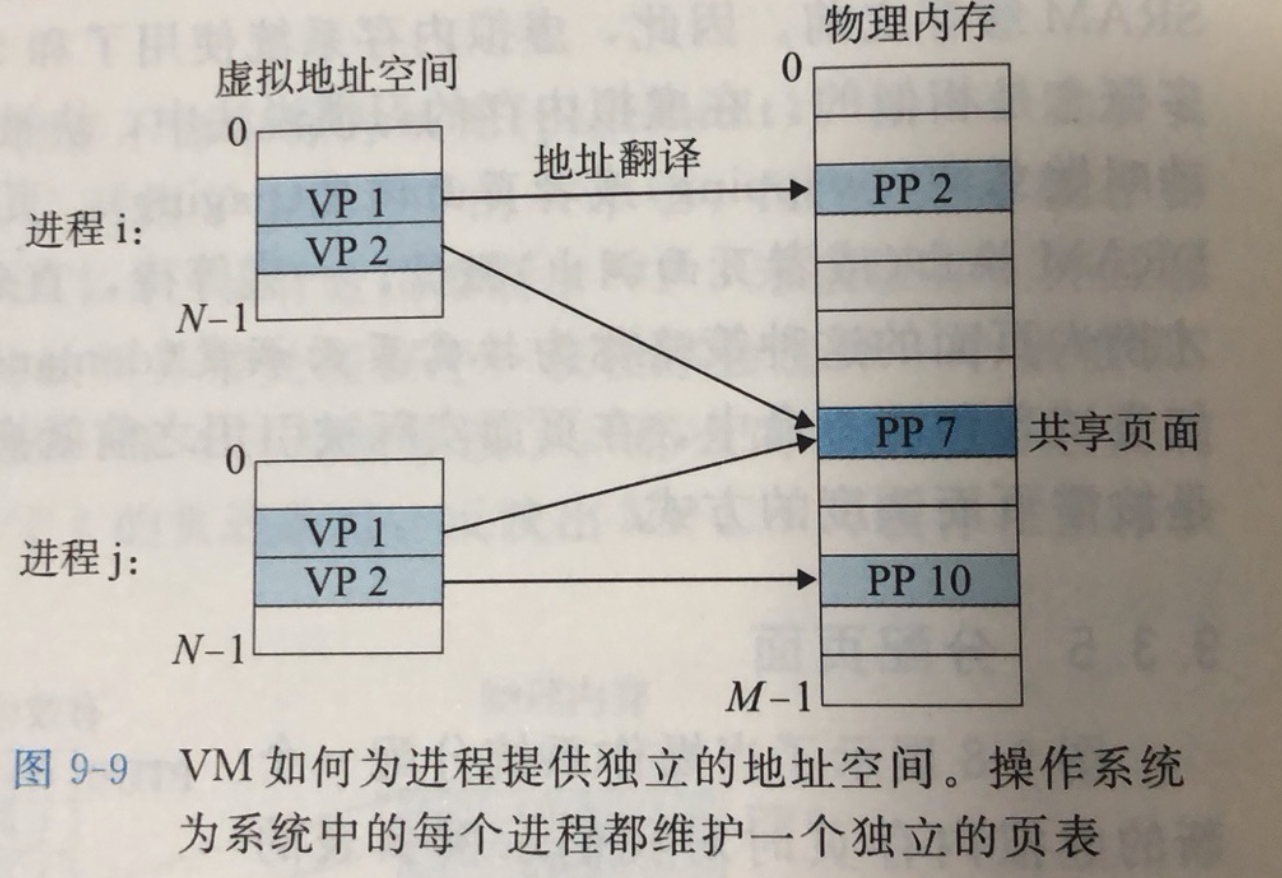 物理内存
虚拟地址空间
0
0
地址翻译
VP 1
PP 2
进程 i:
VP 2
N-1
PP 7
共享页面
0
VP 1
进程 j:
VP 2
PP 10
N-1
M-1
图 9-9 VM 如何为进程提供独立的地址空间。操作系统
为系统中的每个进程都维护一个独立的页表